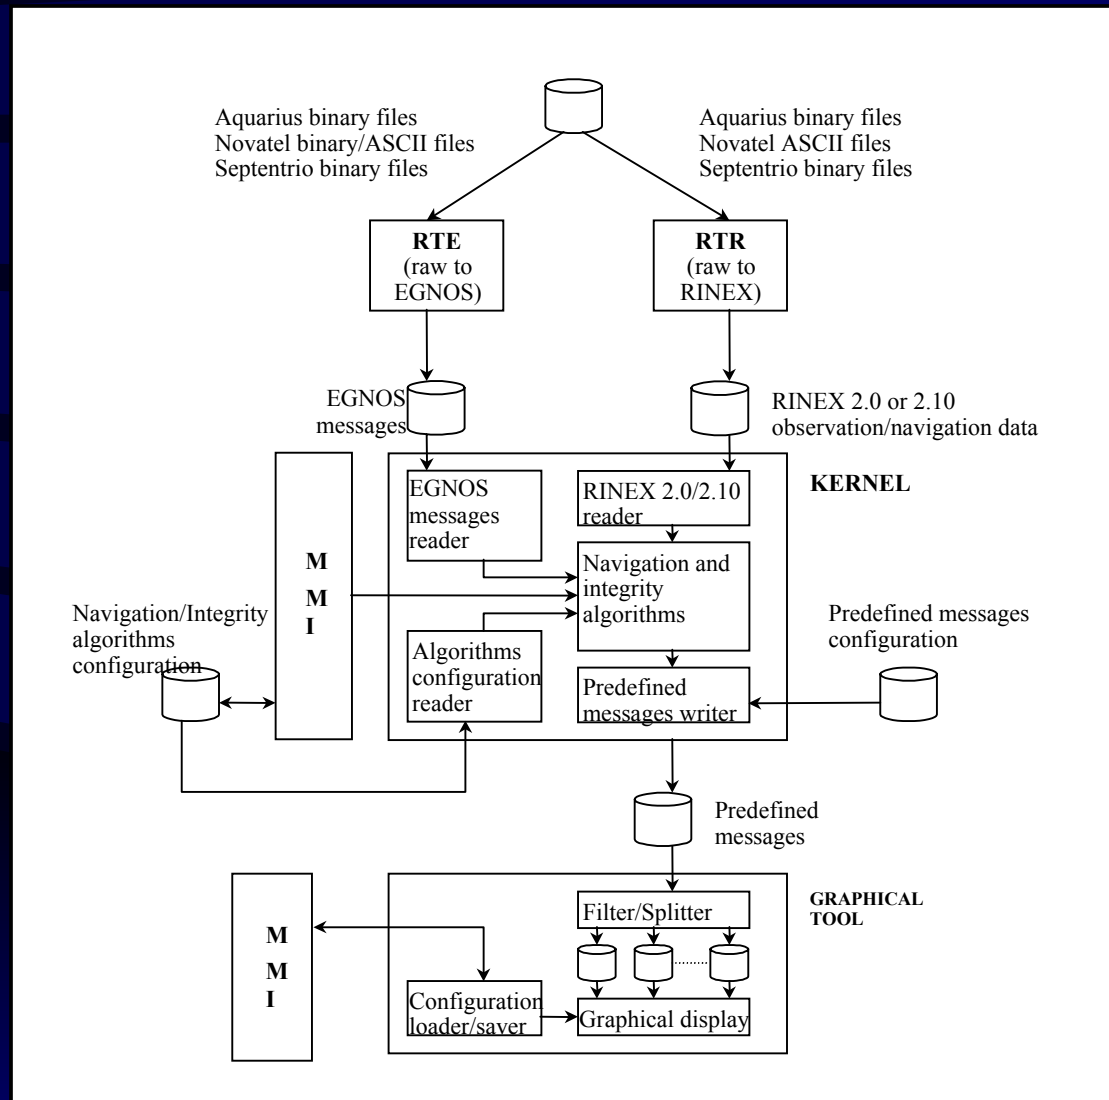 Aquarius binary files
Novatel binary/ASCII files
Septentrio binary files
Aquarius binary files
Novatel ASCII files
Septentrio binary files
RTE
(raw to
EGNOS)
RTR
(raw to
RINEX)
EGNOS
messages
RINEX 2.0 or 2.10
observation/navigation data
KERNEL
EGNOS
messages
reader
RINEX 2.0/2.10
reader
M
M
I
Navigation and
integrity
algorithms
Navigation/Integrity
algorithms
configuration
Predefined messages
configuration
Algorithms
configuration
reader
Predefined
messages writer
Predefined
messages
GRAPHICAL
TOOL
M
M
I
Filter/Splitter
Configuration
loader/saver
Graphical display